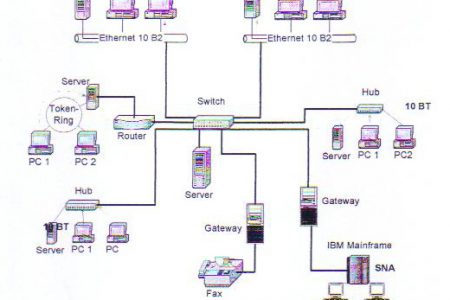 Ethernet 10 B2
Ethernet 10 B2
Server
Token-
Ring
PC 1
PC 2
Router
Switch
Hub
10 BT
Server
PC 1
PC2
Hub
10 BT
Server
PC 1
PC
Server
Gateway
Fax
Gateway
IBM Mainframe
SNA